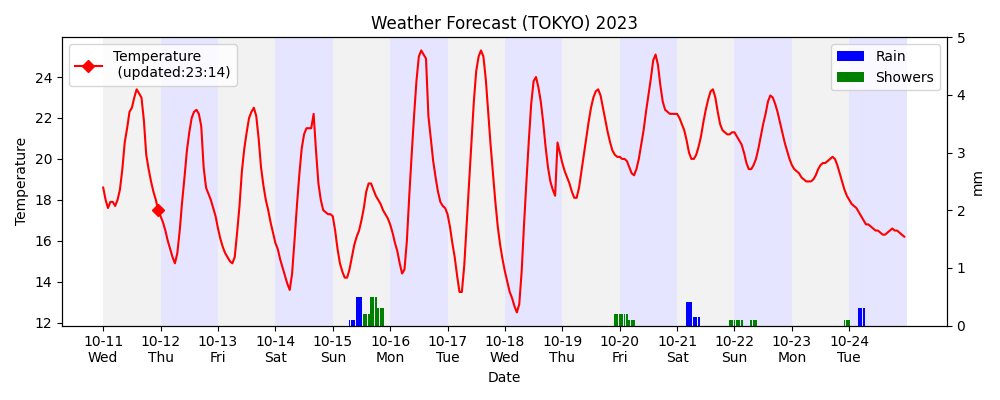 Weather Forecast (TOKYO) 2023
Temperature
(updated:23:14)
Rain
Showers
Temperature
24
22
20
18
16
14
12
5
4
3
2
1
0
mm
10-11 10-12 10-13 10-14 10-15 10-16 10-17 10-18 10-19 10-20 10-21 10-22 10-23 10-24
Wed Thu Fri Sat Sun Mon Tue Wed Thu Fri Sat Sun Mon Tue
Date